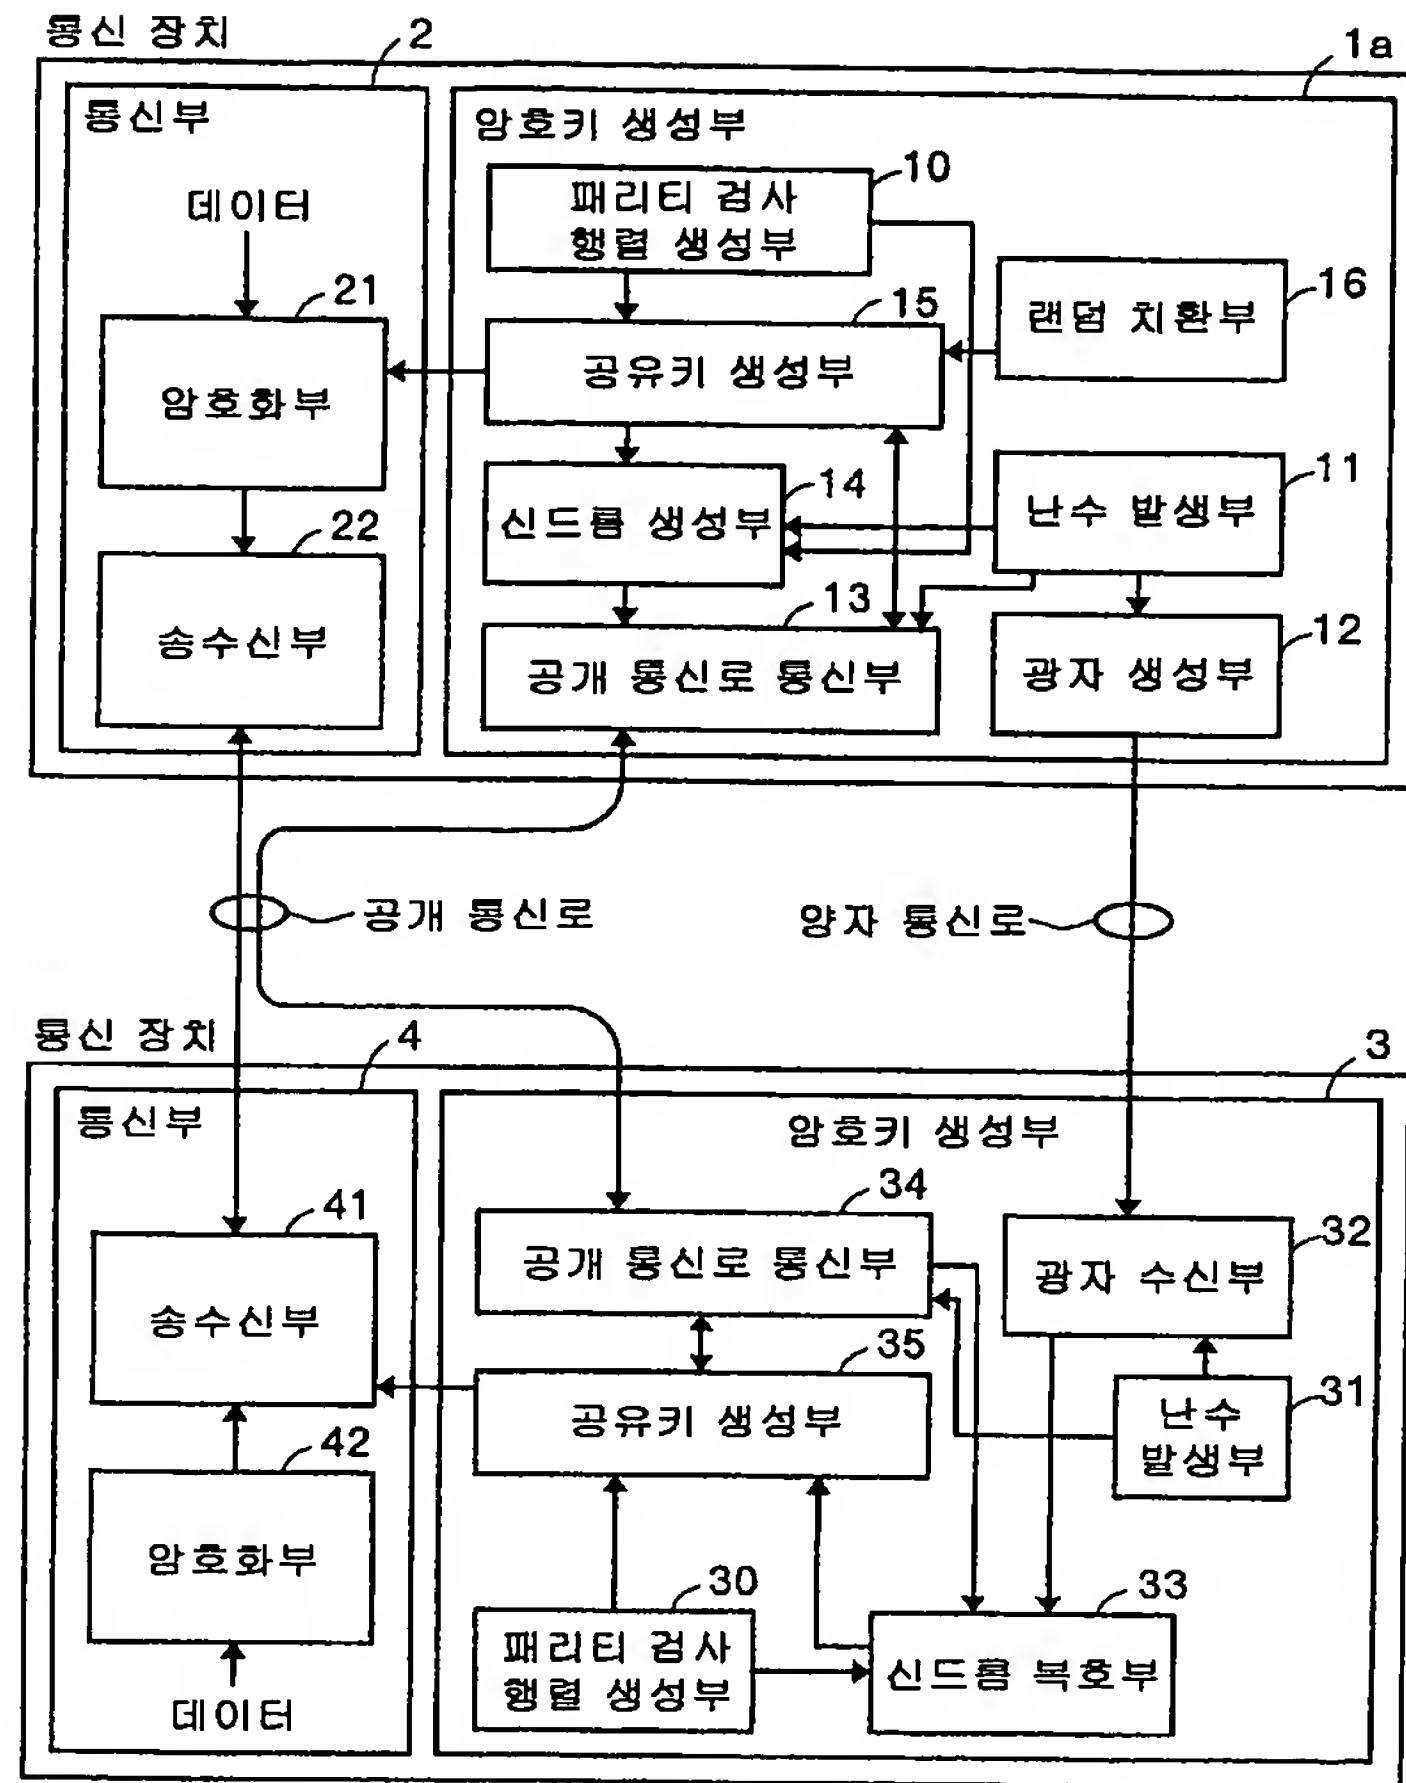 통신 장치
2
1a
통신부
암호키 생성부
데이터
21
암호화부
22
송수신부
10
패리티 검사
행렬 생성부
15
공유키 생성부
16
랜덤 치환부
14
신드롬 생성부
11
난수 발생부
13
공개 통신로 통신부
12
광자 생성부
공개 통신로
양자 통신로
통신 장치
4
3
통신부
암호키 생성부
41
송수신부
42
암호화부
데이터
34
공개 통신로 통신부
32
광자 수신부
35
공유키 생성부
31
난수
발생부
30
패리티 검사
행렬 생성부
33
신드롬 복호부